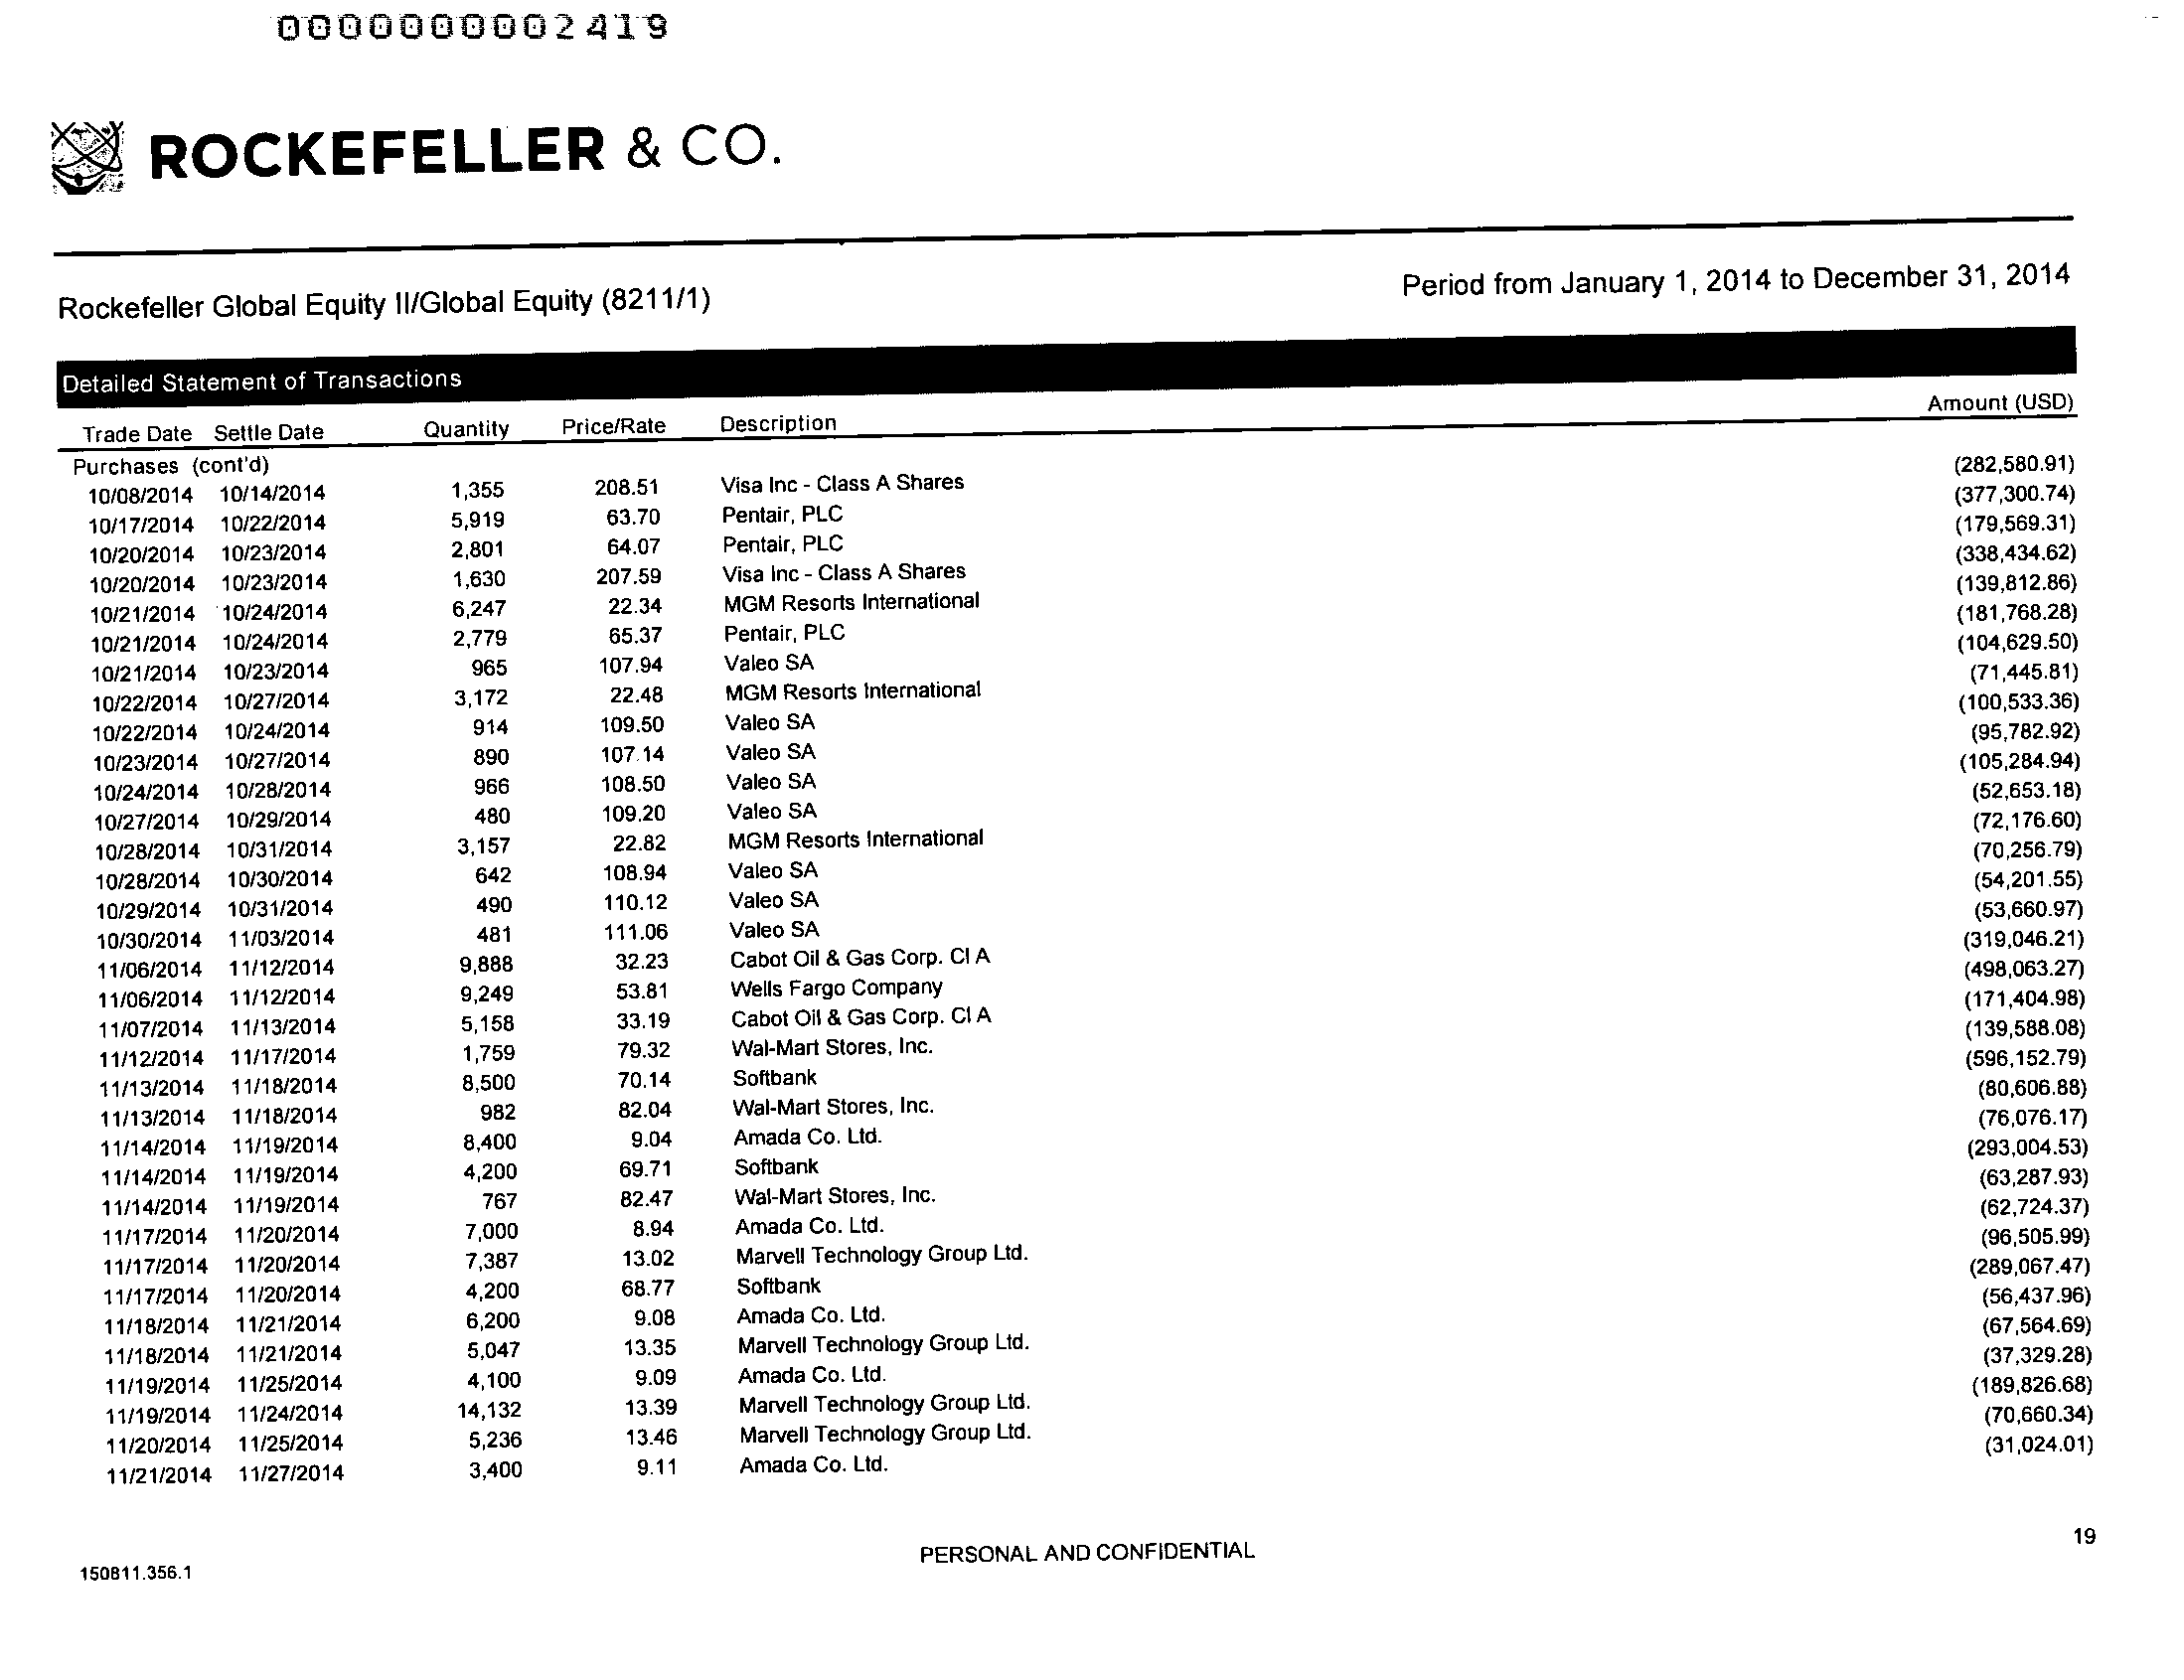 0000000002419
ROCKEFELLER & CO.
Rockefeller Global Equity II/Global Equity (8211/1) Period from January 1, 2014 to December 31, 2014
Detailed Statement of Transactions
Trade Date Settle Date Quantity Price/Rate Description Amount (USD)
Purchases (cont'd)
10/08/2014 10/14/2014 1,355 208.51 Visa Inc - Class A Shares (282,580.91)
10/17/2014 10/22/2014 5,919 63.70 Pentair, PLC (377,300.74)
10/20/2014 10/23/2014 2,801 64.07 Pentair, PLC (179,569.31)
10/20/2014 10/23/2014 1,630 207.59 Visa Inc - Class A Shares (338,434.62)
10/21/2014 10/24/2014 6,247 22.34 MGM Resorts International (139,812.86)
10/21/2014 10/24/2014 2,779 65.37 Pentair, PLC (181,768.28)
10/21/2014 10/23/2014 965 107.94 Valeo SA (104,629.50)
10/22/2014 10/27/2014 3,172 22.48 MGM Resorts International (71,445.81)
10/22/2014 10/24/2014 914 109.50 Valeo SA (100,533.36)
10/23/2014 10/27/2014 890 107.14 Valeo SA (95,782.92)
10/24/2014 10/28/2014 966 108.50 Valeo SA (105,284.94)
10/27/2014 10/29/2014 480 109.20 Valeo SA (52,653.18)
10/28/2014 10/31/2014 3,157 22.82 MGM Resorts International (72,176.60)
10/28/2014 10/30/2014 642 108.94 Valeo SA (70,256.79)
10/29/2014 10/31/2014 490 110.12 Valeo SA (54,201.55)
10/30/2014 11/03/2014 481 111.06 Valeo SA (53,660.97)
11/06/2014 11/12/2014 9,888 32.23 Cabot Oil & Gas Corp. Cl A (319,046.21)
11/06/2014 11/12/2014 9,249 53.81 Wells Fargo Company (498,063.27)
11/07/2014 11/13/2014 5,158 33.19 Cabot Oil & Gas Corp. Cl A (171,404.98)
11/12/2014 11/17/2014 1,759 79.32 Wal-Mart Stores, Inc. (139,588.08)
11/13/2014 11/18/2014 8,500 70.14 Softbank (596,152.79)
11/13/2014 11/18/2014 982 82.04 Wal-Mart Stores, Inc. (80,606.88)
11/14/2014 11/19/2014 8,400 9.04 Amada Co. Ltd. (76,076.17)
11/14/2014 11/19/2014 4,200 69.71 Softbank (293,004.53)
11/14/2014 11/19/2014 767 82.47 Wal-Mart Stores, Inc. (63,287.93)
11/17/2014 11/20/2014 7,000 8.94 Amada Co. Ltd. (62,724.37)
11/17/2014 11/20/2014 7,387 13.02 Marvell Technology Group Ltd. (96,505.99)
11/17/2014 11/20/2014 4,200 68.77 Softbank (289,067.47)
11/18/2014 11/21/2014 6,200 9.08 Amada Co. Ltd. (56,437.96)
11/18/2014 11/21/2014 5,047 13.35 Marvell Technology Group Ltd. (67,564.69)
11/19/2014 11/25/2014 4,100 9.09 Amada Co. Ltd. (37,329.28)
11/19/2014 11/24/2014 14,132 13.39 Marvell Technology Group Ltd. (189,826.68)
11/20/2014 11/25/2014 5,236 13.46 Marvell Technology Group Ltd. (70,660.34)
11/21/2014 11/27/2014 3,400 9.11 Amada Co. Ltd. (31,024.01)
150811.356.1 PERSONAL AND CONFIDENTIAL 19